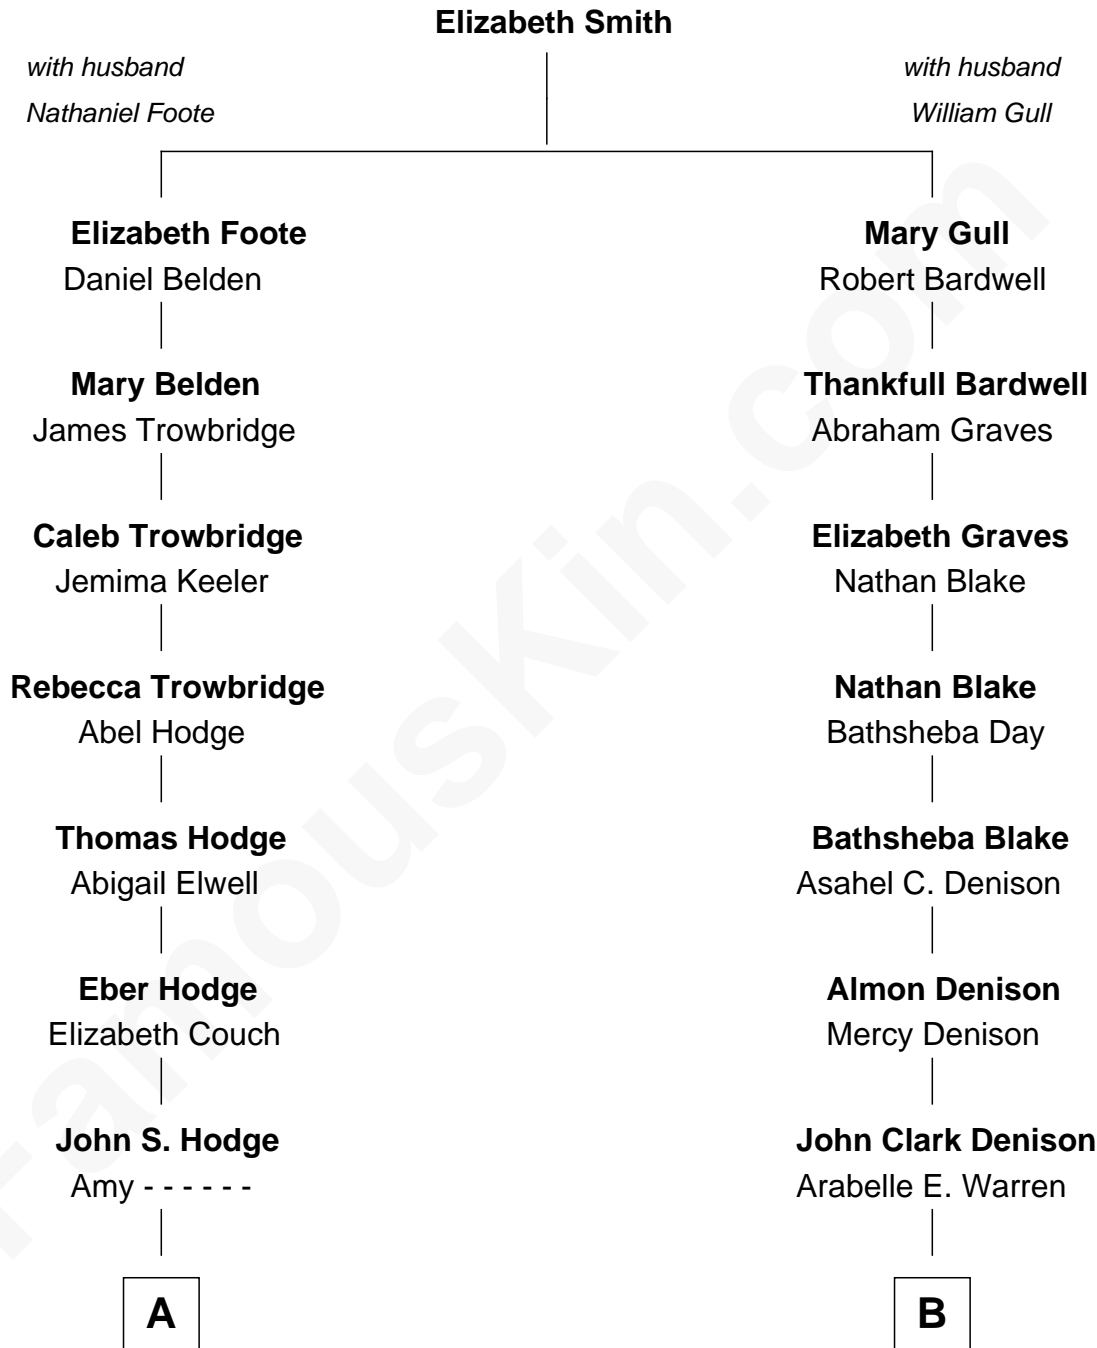 Elizabeth Smith
with husband
Nathaniel Foote
with husband
William Gull
Elizabeth Foote
Daniel Belden
Mary Gull
Robert Bardwell
Mary Belden
James Trowbridge
Thankfull Bardwell
Abraham Graves
Caleb Trowbridge
Jemima Keeler
Elizabeth Graves
Nathan Blake
Rebecca Trowbridge
Abel Hodge
Nathan Blake
Bathsheba Day
Thomas Hodge
Abigail Elwell
Bathsheba Blake
Asahel C. Denison
Eber Hodge
Elizabeth Couch
Almon Denison
Mercy Denison
John S. Hodge
Amy - - - - - -
John Clark Denison
Arabelle E. Warren
A
B
FamousKin.com